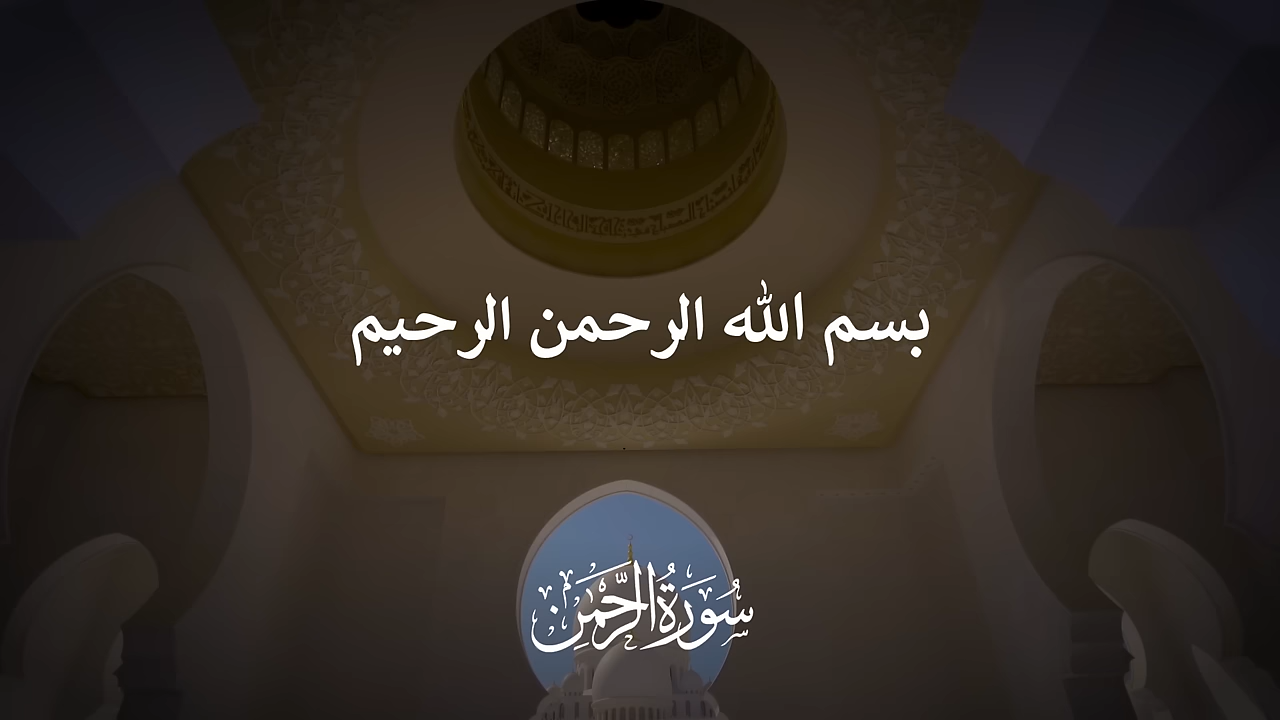 بسم الله الرحمن الرحيم
سُورَةُ الرَّحْمَن